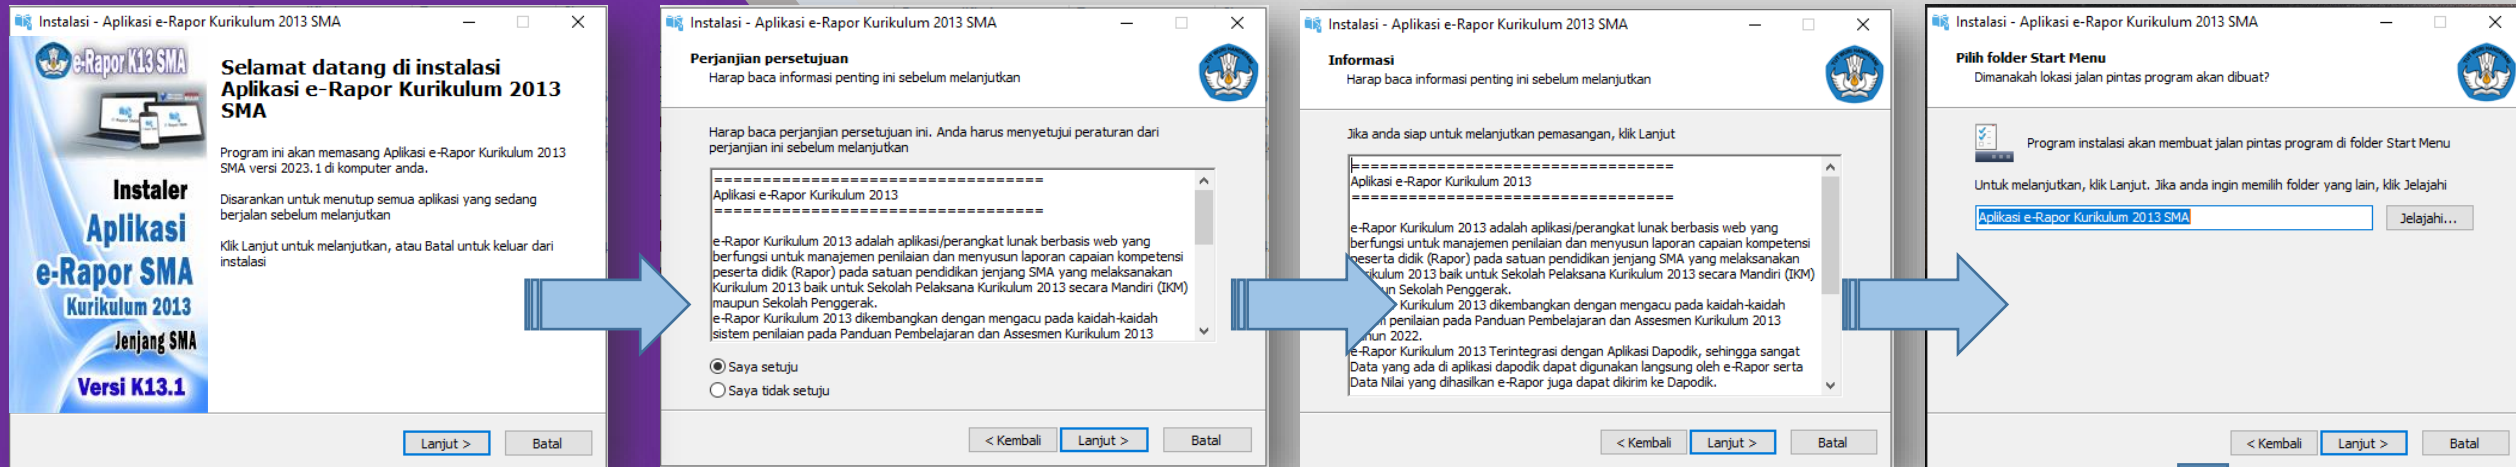 Instalasi - Aplikasi e-Rapor Kurikulum 2013 SMA
e-Rapor K13 SMA
Instaler
Aplikasi
e-Rapor SMA
Kurikulum 2013
Jenjang SMA
Versi K13.1
Selamat datang di instalasi
Aplikasi e-Rapor Kurikulum 2013
SMA
Program ini akan memasang Aplikasi e-Rapor Kurikulum 2013
SMA versi 2023.1 di komputer anda.
Disarankan untuk menutup semua aplikasi yang sedang
berjalan sebelum melanjutkan
Klik Lanjut untuk melanjutkan, atau Batal untuk keluar dari
instalasi
Lanjut >
Batal
Instalasi - Aplikasi e-Rapor Kurikulum 2013 SMA
Perjanjian persetujuan
Harap baca informasi penting ini sebelum melanjutkan
Harap baca perjanjian persetujuan ini. Anda harus menyetujui peraturan dari
perjanjian ini sebelum melanjutkan
==================================
Aplikasi e-Rapor Kurikulum 2013
==================================
e-Rapor Kurikulum 2013 adalah aplikasi/perangkat lunak berbasis web yang
berfungsi untuk manajemen penilaian dan menyusun laporan capaian kompetensi
peserta didik (Rapor) pada satuan pendidikan jenjang SMA yang melaksanakan
Kurikulum 2013 baik untuk Sekolah Pelaksana Kurikulum 2013 secara Mandiri (IKM)
maupun Sekolah Penggerak.
e-Rapor Kurikulum 2013 dikembangkan dengan mengacu pada kaidah-kaidah
sistem penilaian pada Panduan Pembelajaran dan Assesmen Kurikulum 2013
Saya setuju
Saya tidak setuju
< Kembali
Lanjut >
Batal
Instalasi - Aplikasi e-Rapor Kurikulum 2013 SMA
Informasi
Harap baca informasi penting ini sebelum melanjutkan
Jika anda siap untuk melanjutkan pemasangan, klik Lanjut
==================================
Aplikasi e-Rapor Kurikulum 2013
==================================
e-Rapor Kurikulum 2013 adalah aplikasi/perangkat lunak berbasis web yang
berfungsi untuk manajemen penilaian dan menyusun laporan capaian kompetensi
peserta didik (Rapor) pada satuan pendidikan jenjang SMA yang melaksanakan
2013 baik untuk Sekolah Pelaksana Kurikulum 2013 secara Mandiri (IKM)
Sekolah Penggerak.
Kurikulum 2013 dikembangkan dengan mengacu pada kaidah-kaidah
penilaian pada Panduan Pembelajaran dan Assesmen Kurikulum 2013
2022.
e-Rapor Kurikulum 2013 Terintegrasi dengan Aplikasi Dapodik, sehingga sangat
Data yang ada di aplikasi dapodik dapat digunakan langsung oleh e-Rapor serta
Data Nilai yang dihasilkan e-Rapor juga dapat dikirim ke Dapodik.
< Kembali
Lanjut >
Batal
Instalasi - Aplikasi e-Rapor Kurikulum 2013 SMA
Pilih folder Start Menu
Dimanakah lokasi jalan pintas program akan dibuat?
Program instalasi akan membuat jalan pintas program di folder Start Menu
Untuk melanjutkan, klik Lanjut. Jika anda ingin memilih folder yang lain, klik Jelajahi
Aplikasi e-Rapor Kurikulum 2013 SMA
Jelajahi...
< Kembali
Lanjut >
Batal